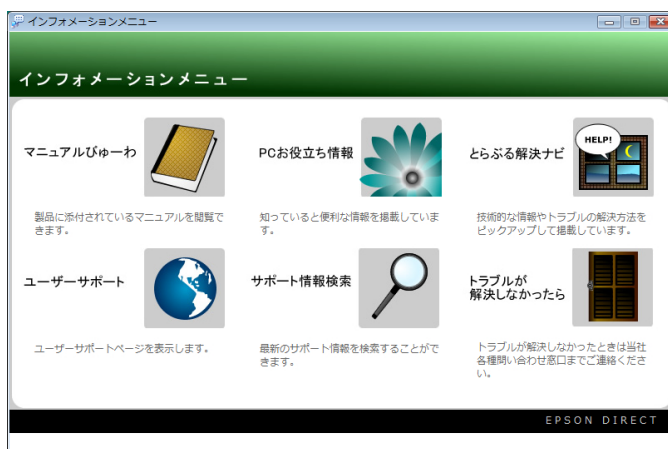 インフォメーションメニュー
インフォメーションメニュー
マニュアルびゅーわ
製品に添付されているマニュアルを閲覧で
きます。
PCお役立ち情報
知っていると便利な情報を掲載していま
す。
とらぶる解決ナビ
HELP!
技術的な情報やトラブルの解決方法を
ピックアップして掲載しています。
ユーザーサポート
ユーザーサポートページを表示します。
サポート情報検索
最新のサポート情報を検索することがで
きます。
トラブルが
解決しなかったら
トラブルが解決しなかったときは当社
各種問い合わせ窓口までご連絡くださ
い。
EPSON DIRECT